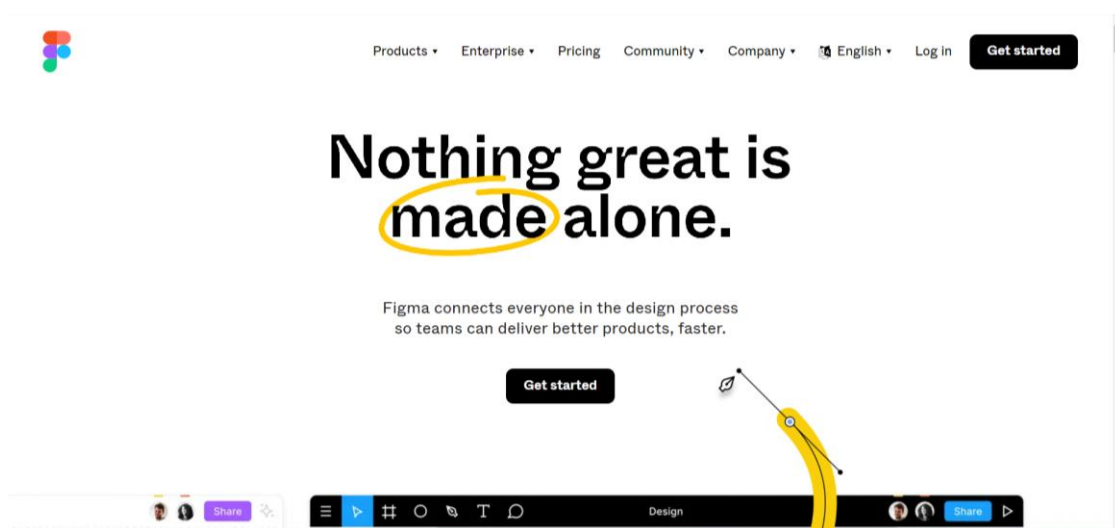 Products Enterprise Pricing Community Company English Log in Get started
Nothing great is
made alone.
Figma connects everyone in the design process
so teams can deliver better products, faster.
Get started
Share
T Design Share